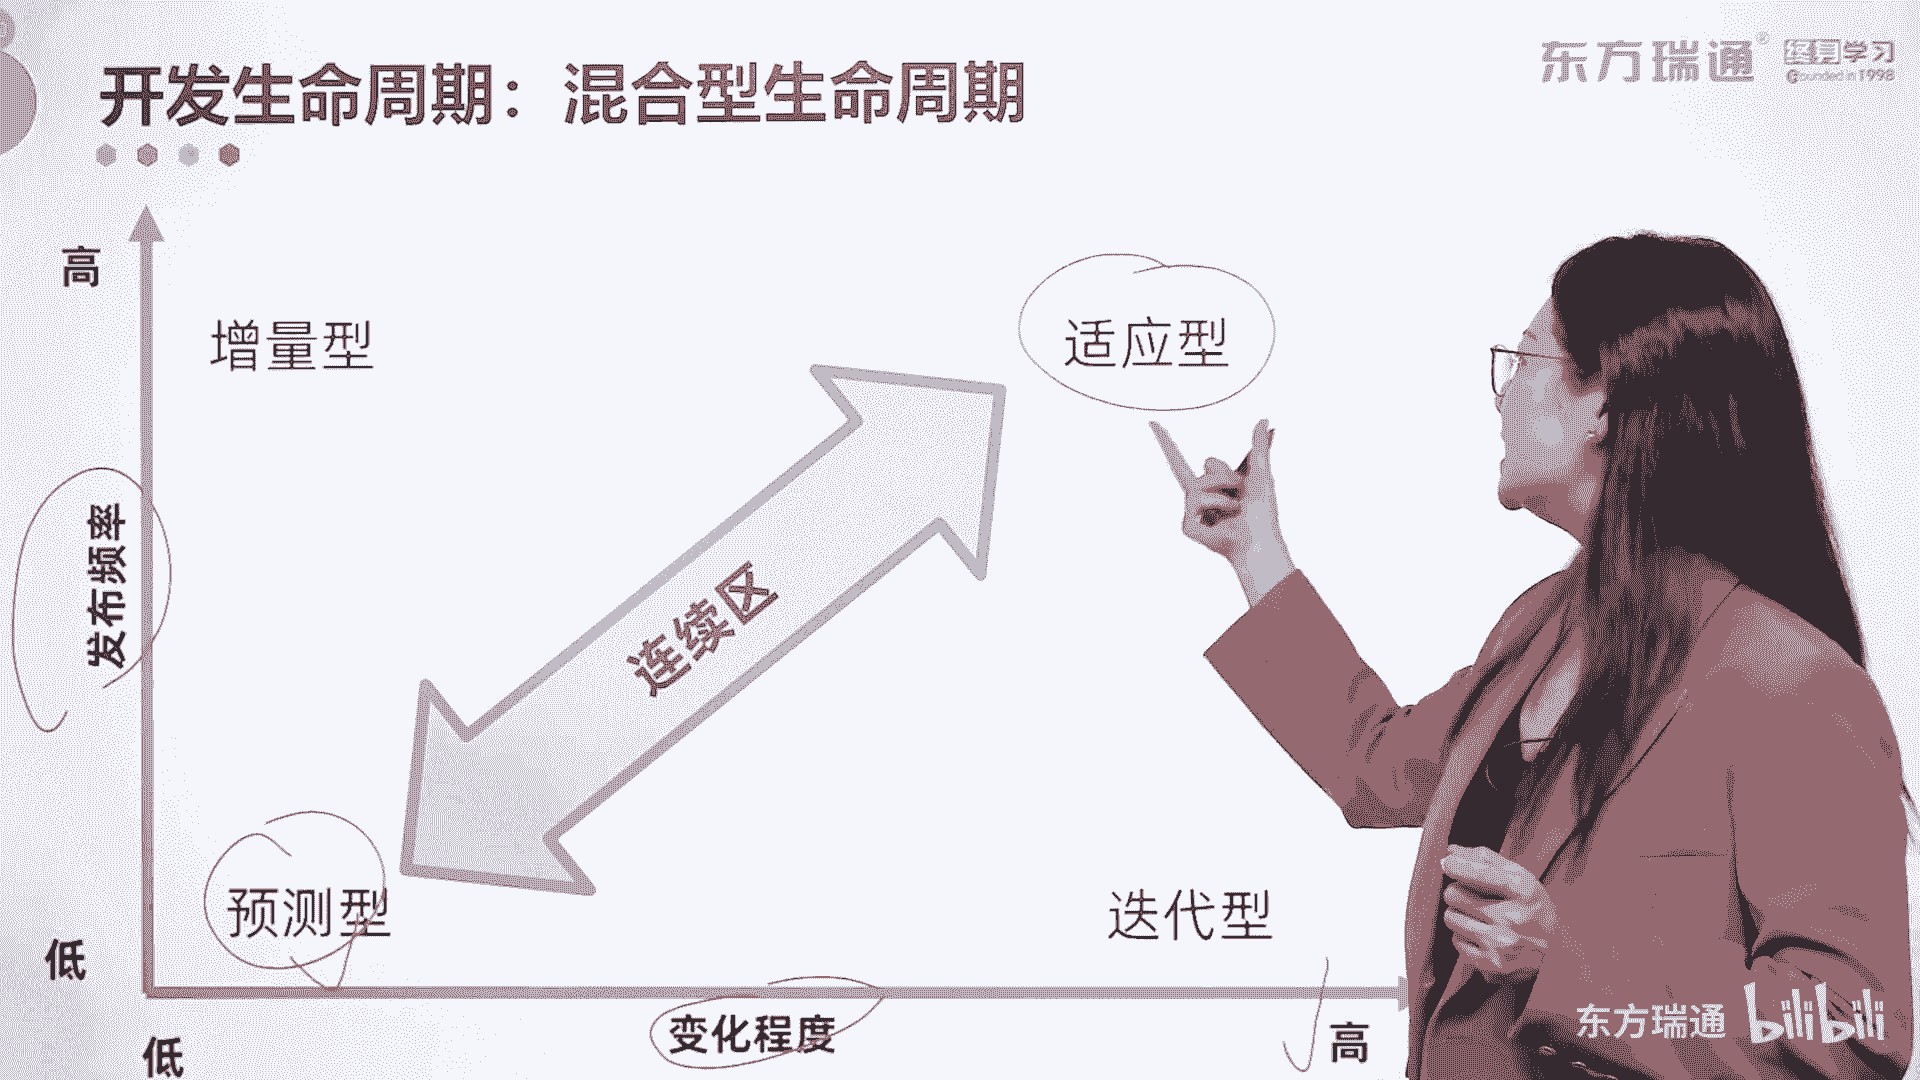 开发生命周期：混合型生命周期
东方瑞通® 终身学习
Founded in 1998
高
增量型
适应型
发布频率
连续区
预测型
迭代型
低
变化程度
低
高
东方瑞通 bilibili